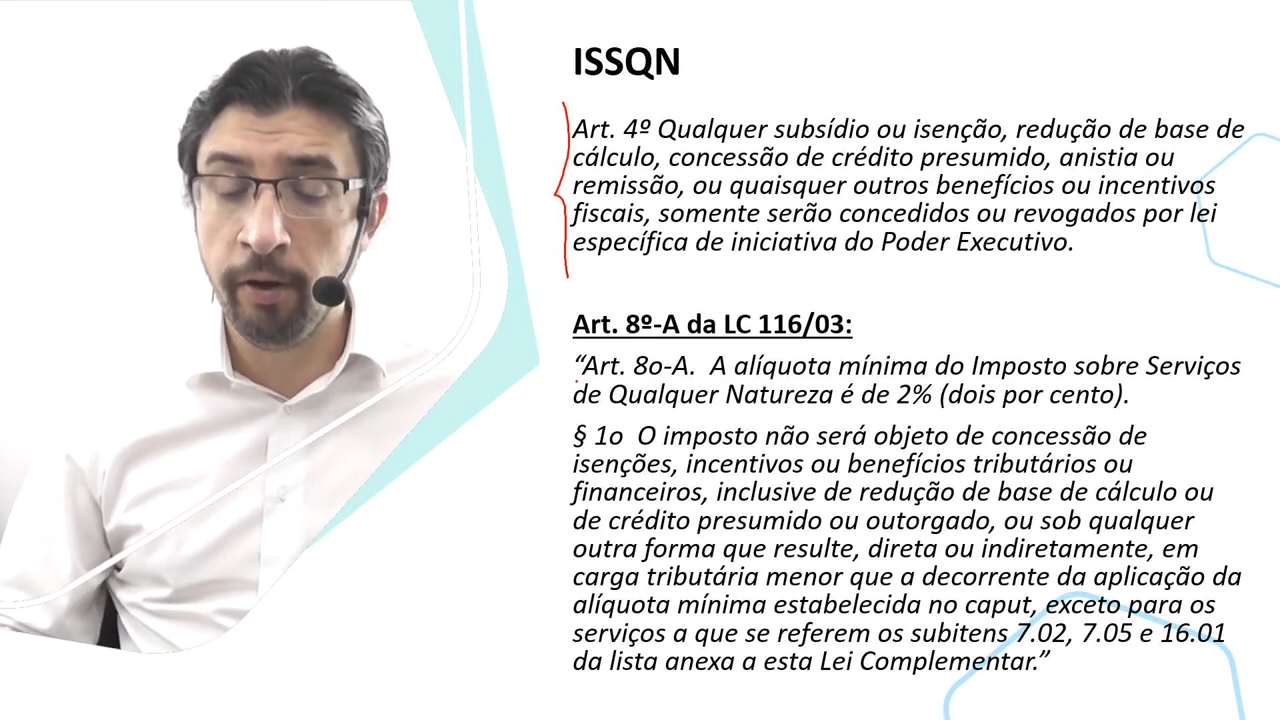 ISSQN
Art. 4º Qualquer subsídio ou isenção, redução de base de
cálculo, concessão de crédito presumido, anistia ou
remissão, ou quaisquer outros benefícios ou incentivos
fiscais, somente serão concedidos ou revogados por lei
específica de iniciativa do Poder Executivo.
Art. 8º-A da LC 116/03:
“Art. 8o-A.  A alíquota mínima do Imposto sobre Serviços
de Qualquer Natureza é de 2% (dois por cento).
§ 1o  O imposto não será objeto de concessão de
isenções, incentivos ou benefícios tributários ou
financeiros, inclusive de redução de base de cálculo ou
de crédito presumido ou outorgado, ou sob qualquer
outra forma que resulte, direta ou indiretamente, em
carga tributária menor que a decorrente da aplicação da
alíquota mínima estabelecida no caput, exceto para os
serviços a que se referem os subitens 7.02, 7.05 e 16.01
da lista anexa a esta Lei Complementar.”